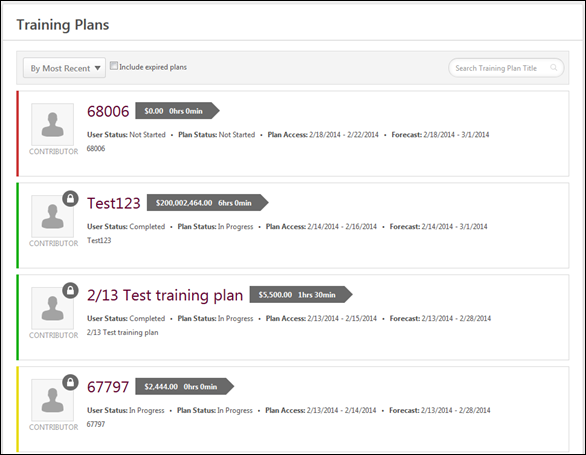 Training Plans
By Most Recent Include expired plans Search Training Plan Title
68006 $0.00 0hrs 0min
User Status: Not Started • Plan Status: Not Started • Plan Access: 2/18/2014 - 2/22/2014 • Forecast: 2/18/2014 - 3/1/2014
68006
CONTRIBUTOR
Test123 $200,002,464.00 6hrs 0min
User Status: Completed • Plan Status: In Progress • Plan Access: 2/14/2014 - 2/16/2014 • Forecast: 2/14/2014 - 3/1/2014
Test123
CONTRIBUTOR
2/13 Test training plan $5,500.00 1hrs 30min
User Status: Completed • Plan Status: In Progress • Plan Access: 2/13/2014 - 2/15/2014 • Forecast: 2/13/2014 - 2/28/2014
2/13 Test training plan
CONTRIBUTOR
67797 $2,444.00 0hrs 0min
User Status: In Progress • Plan Status: In Progress • Plan Access: 2/13/2014 - 2/14/2014 • Forecast: 2/13/2014 - 2/28/2014
67797
CONTRIBUTOR